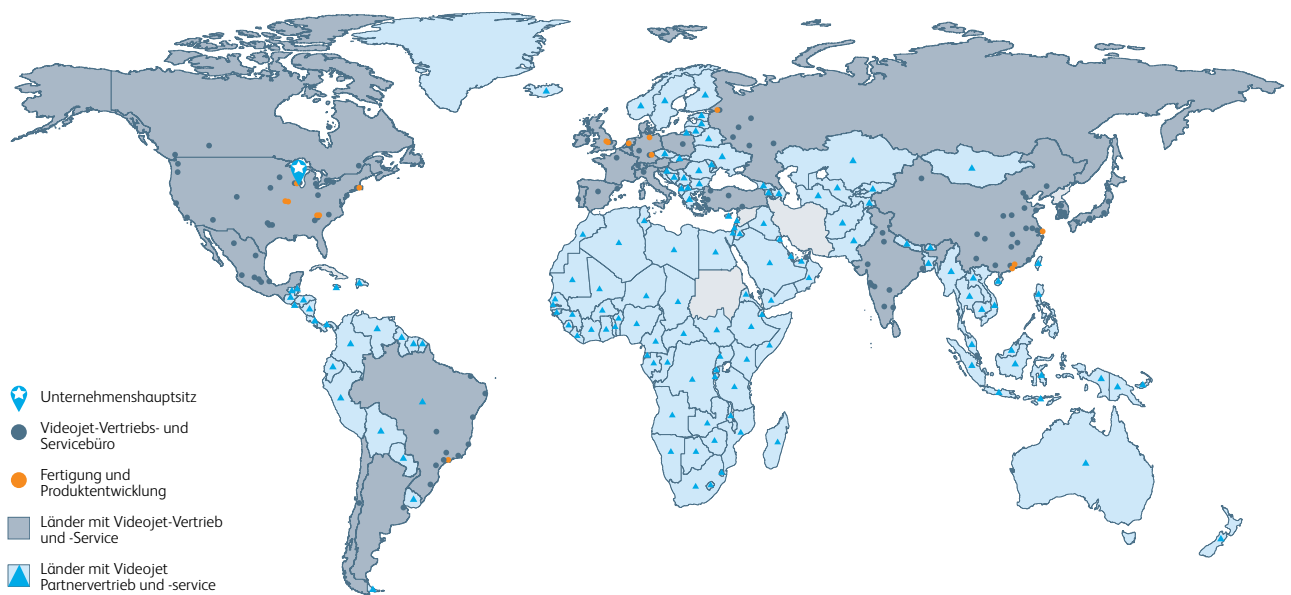 Unternehmenshauptsitz
Videojet-Vertriebs- und
Servicebüro
Fertigung und
Produktentwicklung
Länder mit Videojet-Vertrieb
und -Service
Länder mit Videojet
Partnervertrieb und -service